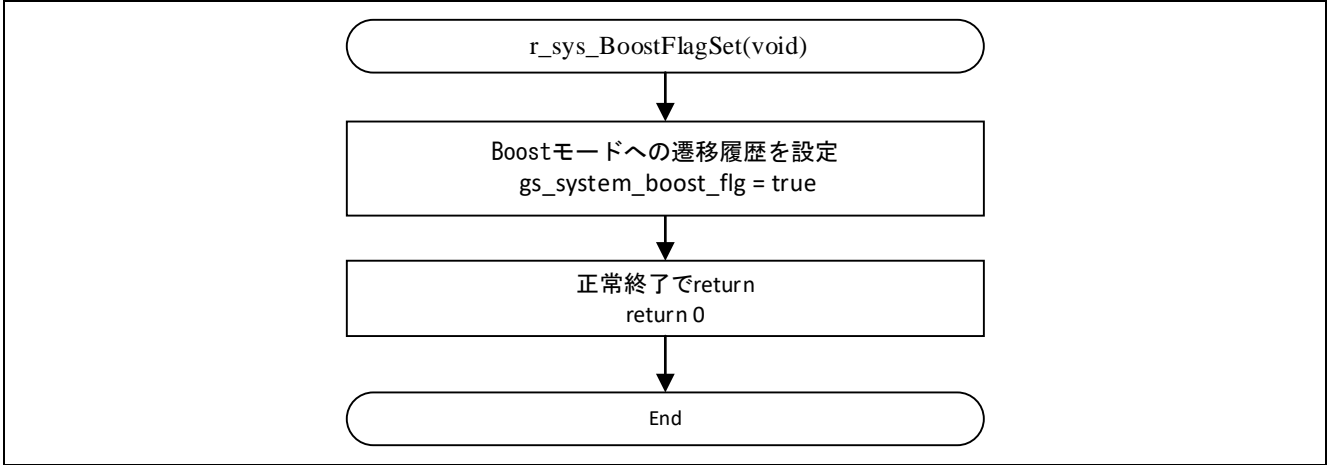 r_sys_BoostFlagSet(void)
Boostモードへの遷移履歴を設定
gs_system_boost_flg = true
正常終了でreturn
return 0
End